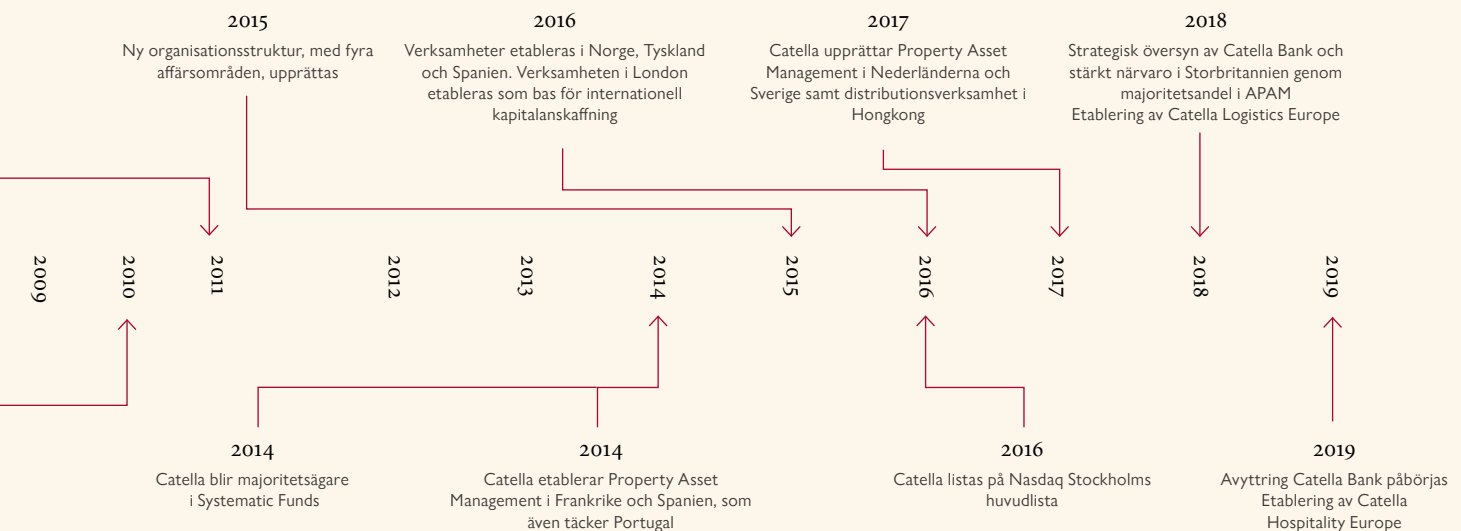 2015
Ny organisationsstruktur, med fyra
affärsområden, upprättas
2016
Verksamheter etableras i Norge, Tyskland
och Spanien. Verksamheten i London
etableras som bas för internationell
kapitalanskaffning
2017
Catella upprättar Property Asset
Management i Nederländerna och
Sverige samt distributionsverksamhet i
Hongkong
2018
Strategisk översyn av Catella Bank och
stärkt närvaro i Storbritannien genom
majoritetsandel i APAM
Etablering av Catella Logistics Europe
2009
2010
2011
2012
2013
2014
2015
2016
2017
2018
2019
2014
Catella blir majoritetsägare
i Systematic Funds
2014
Catella etablerar Property Asset
Management i Frankrike och Spanien, som
även täcker Portugal
2016
Catella listas på Nasdaq Stockholms
huvudlista
2019
Avyttring Catella Bank påbörjas
Etablering av Catella
Hospitality Europe